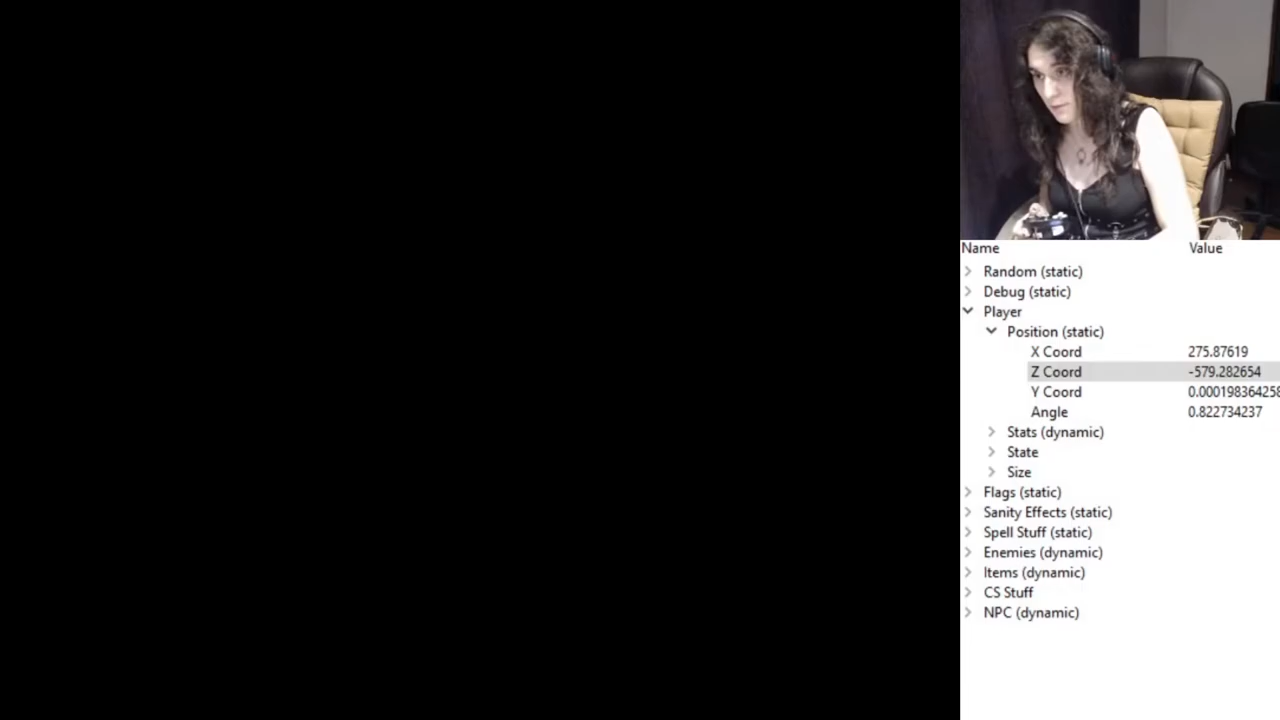 Name Value
Random (static)
Debug (static)
Player
Position (static)
X Coord 275.87619
Z Coord -579.282654
Y Coord 0.000198364258
Angle 0.822734237
Stats (dynamic)
State
Size
Flags (static)
Sanity Effects (static)
Spell Stuff (static)
Enemies (dynamic)
Items (dynamic)
CS Stuff
NPC (dynamic)